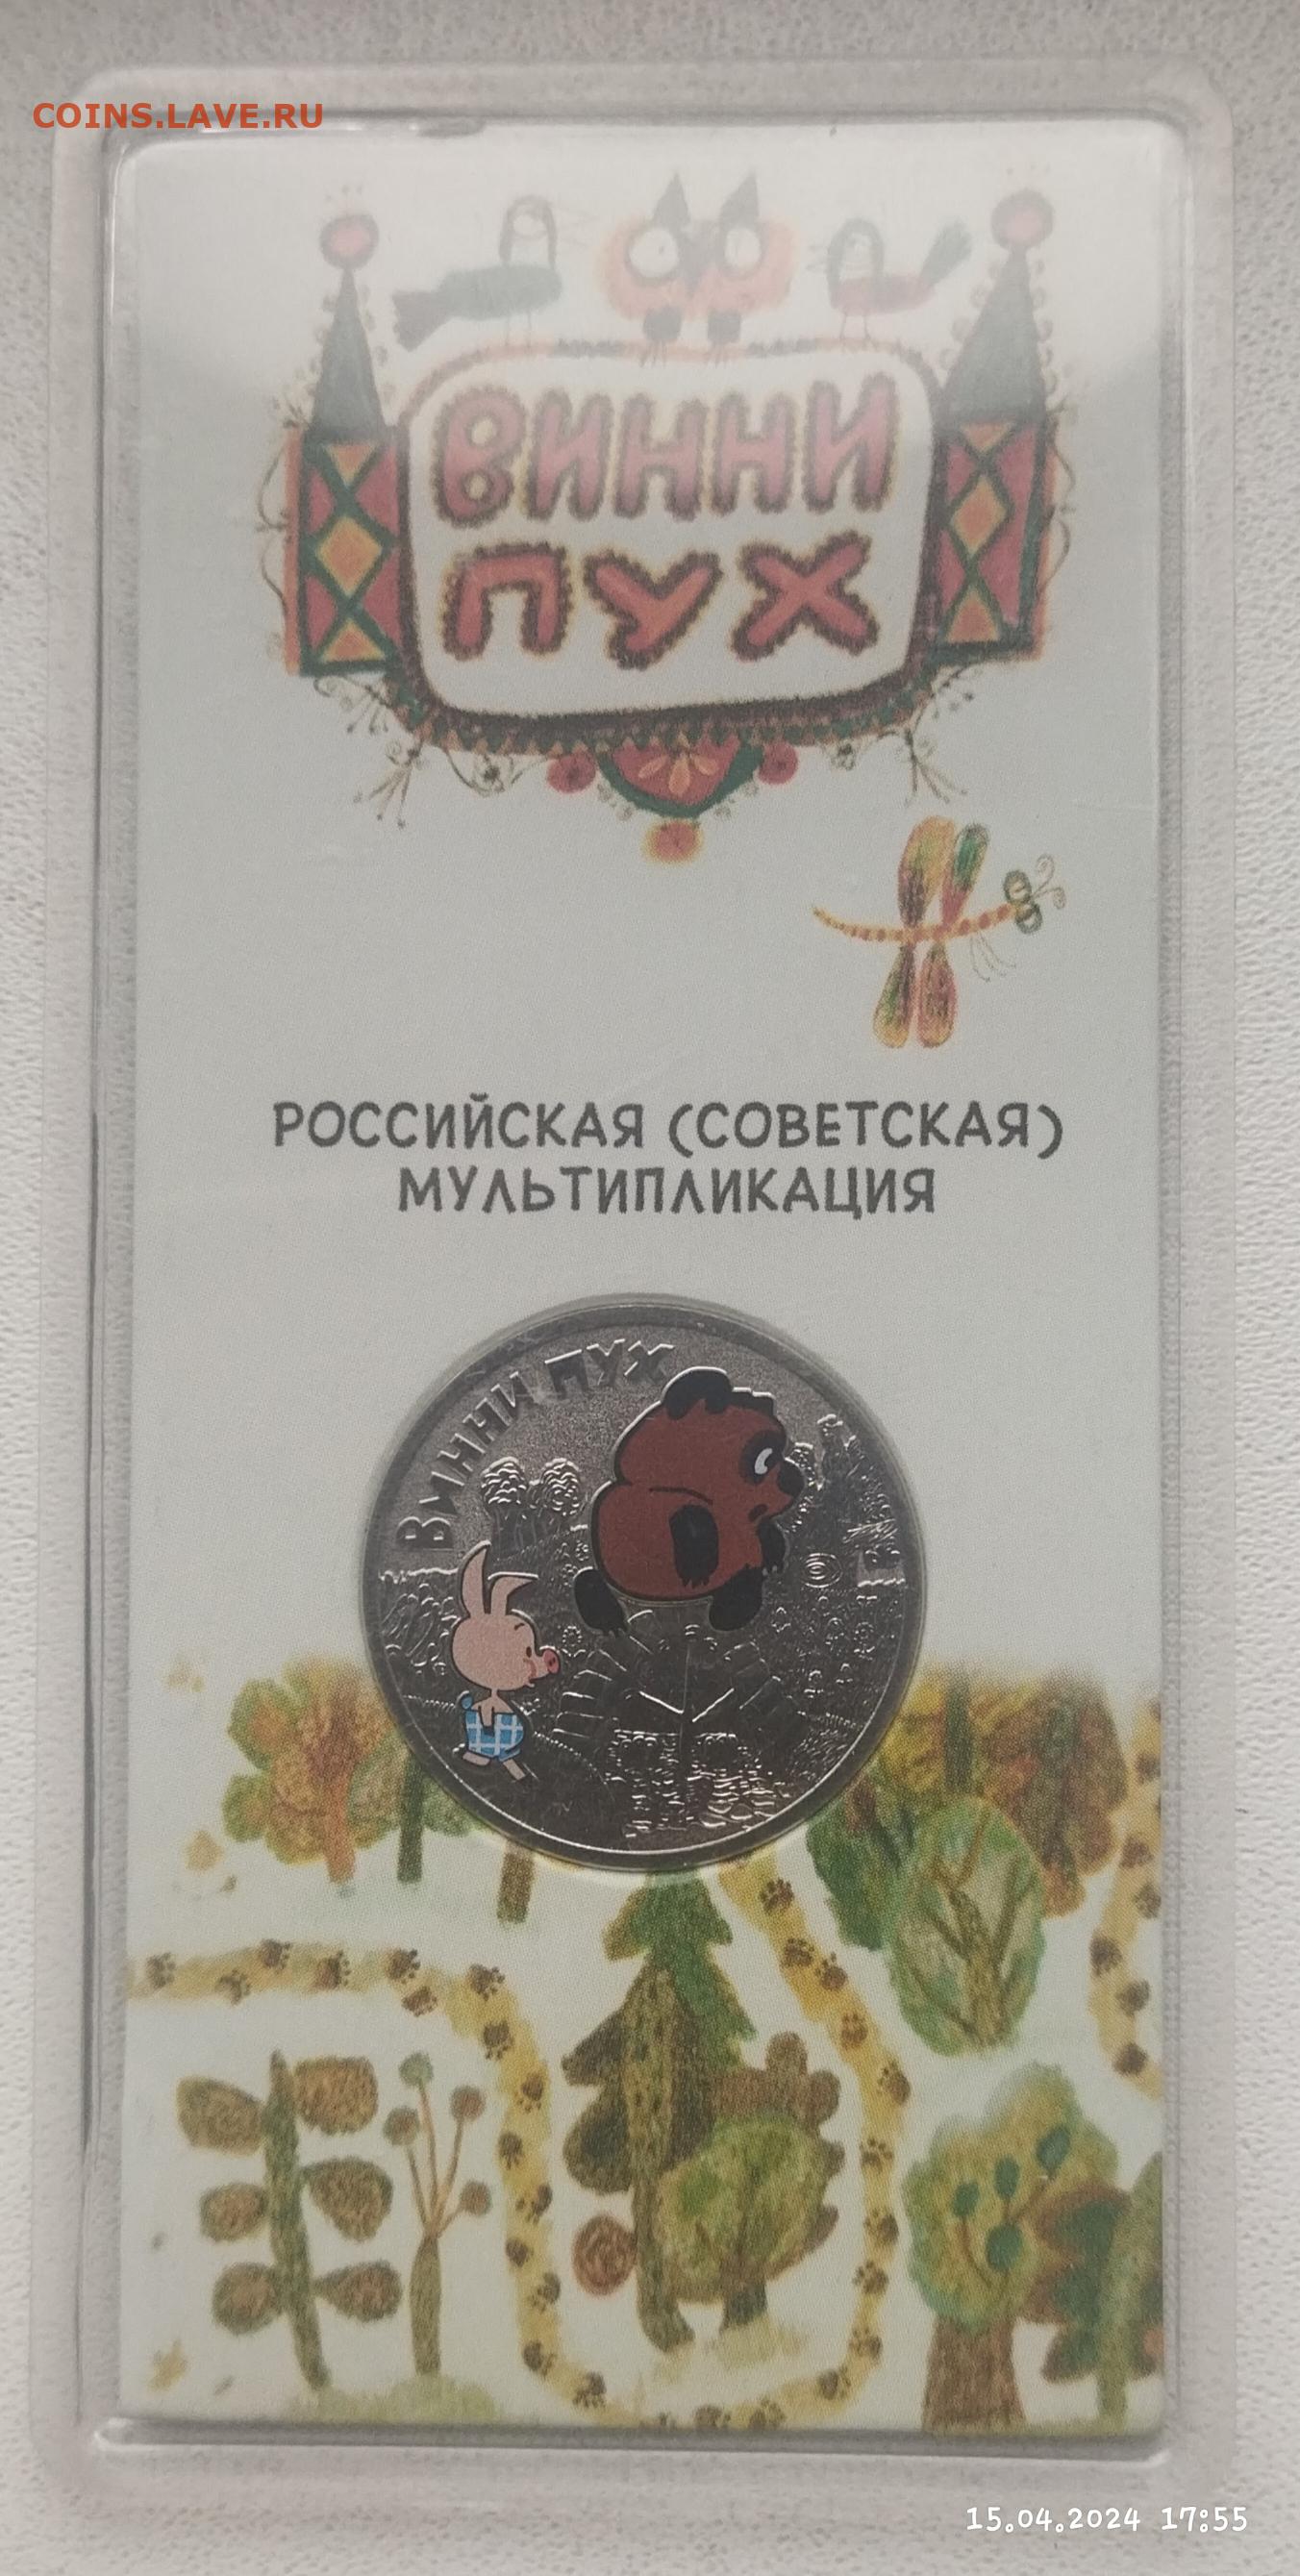 COINS.LAVE.RU
ВИННИ
ПУХ
РОССИЙСКАЯ (СОВЕТСКАЯ)
МУЛЬТИПЛИКАЦИЯ
ВИННИ ПУХ
15.04.2024 17:55